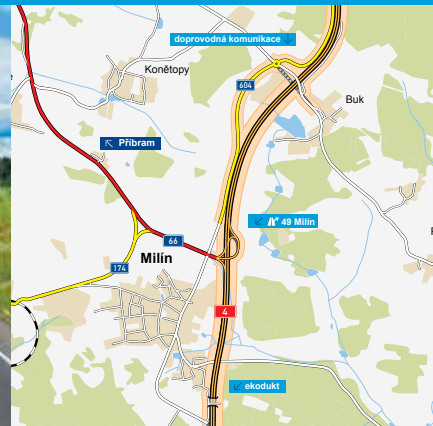 doprovodná komunikace
Konětopy
604
Buk
Příbram
49 Milín
66
Milín
174
4
ekodukt